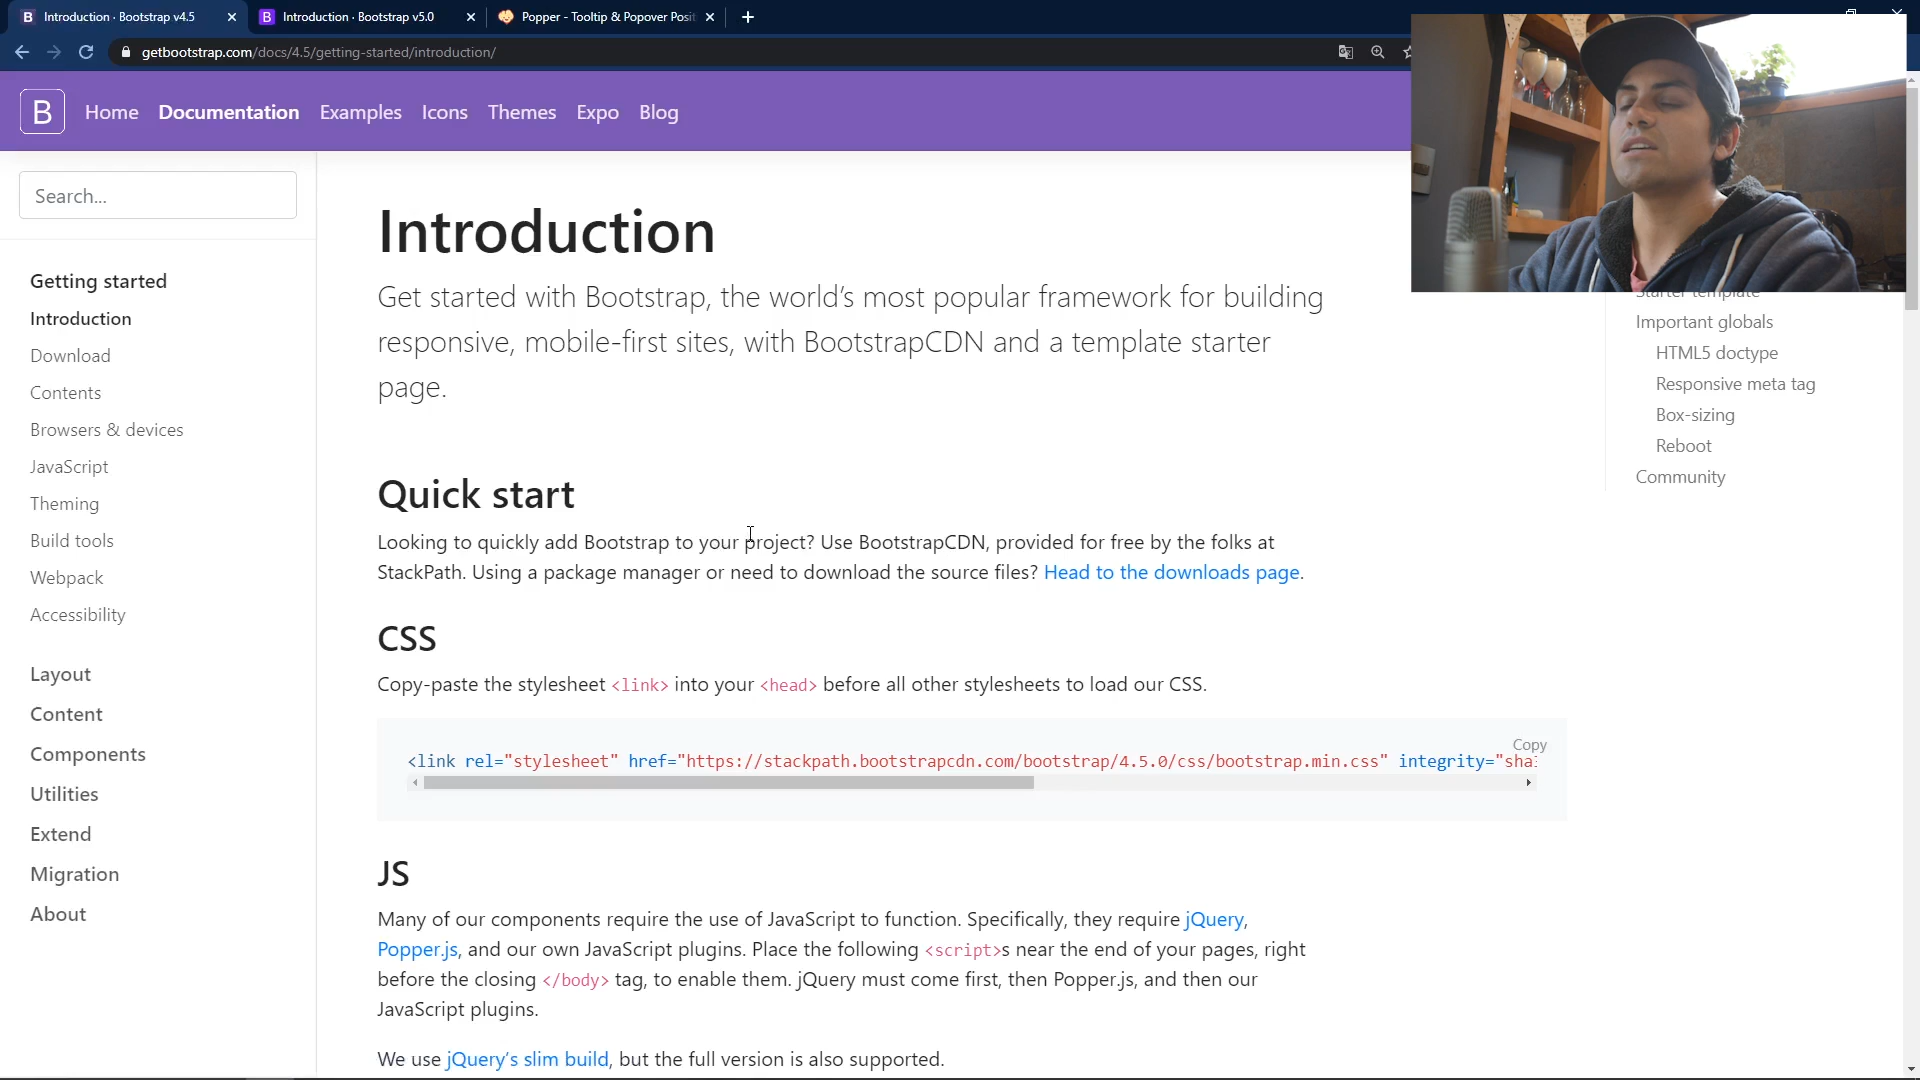 Introduction · Bootstrap v4.5
Introduction · Bootstrap v5.0
Popper - Tooltip & Popover Posit
getbootstrap.com/docs/4.5/getting-started/introduction/
B Home Documentation Examples Icons Themes Expo Blog
Search...
Getting started
Introduction
Download
Contents
Browsers & devices
JavaScript
Theming
Build tools
Webpack
Accessibility
Layout
Content
Components
Utilities
Extend
Migration
About
Introduction
Get started with Bootstrap, the world's most popular framework for building
responsive, mobile-first sites, with BootstrapCDN and a template starter
page.
Quick start
Looking to quickly add Bootstrap to your project? Use BootstrapCDN, provided for free by the folks at
StackPath. Using a package manager or need to download the source files? Head to the downloads page.
CSS
Copy-paste the stylesheet <link> into your <head> before all other stylesheets to load our CSS.
Copy
<link rel="stylesheet" href="https://stackpath.bootstrapcdn.com/bootstrap/4.5.0/css/bootstrap.min.css" integrity="sha
JS
Many of our components require the use of JavaScript to function. Specifically, they require jQuery,
Popper.js, and our own JavaScript plugins. Place the following <script>s near the end of your pages, right
before the closing </body> tag, to enable them. jQuery must come first, then Popper.js, and then our
JavaScript plugins.
We use jQuery's slim build, but the full version is also supported.
Starter template
Important globals
HTML5 doctype
Responsive meta tag
Box-sizing
Reboot
Community